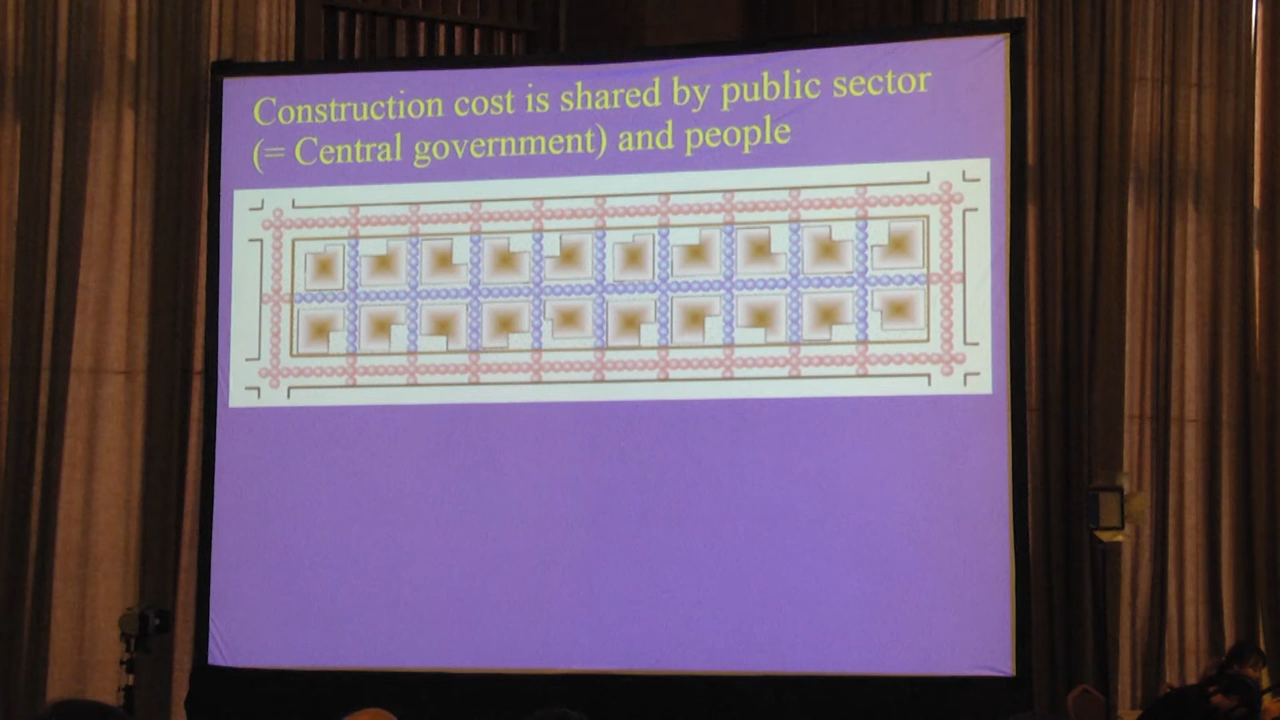 Construction cost is shared by public sector
(= Central government) and people